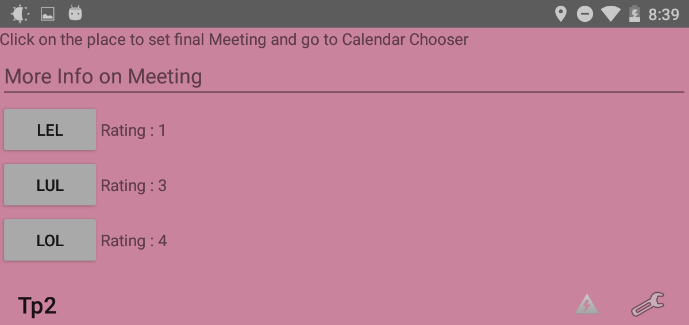 8:39
Click on the place to set final Meeting and go to Calendar Chooser
More Info on Meeting
LEL Rating : 1
LUL Rating : 3
LOL Rating : 4
Tp2